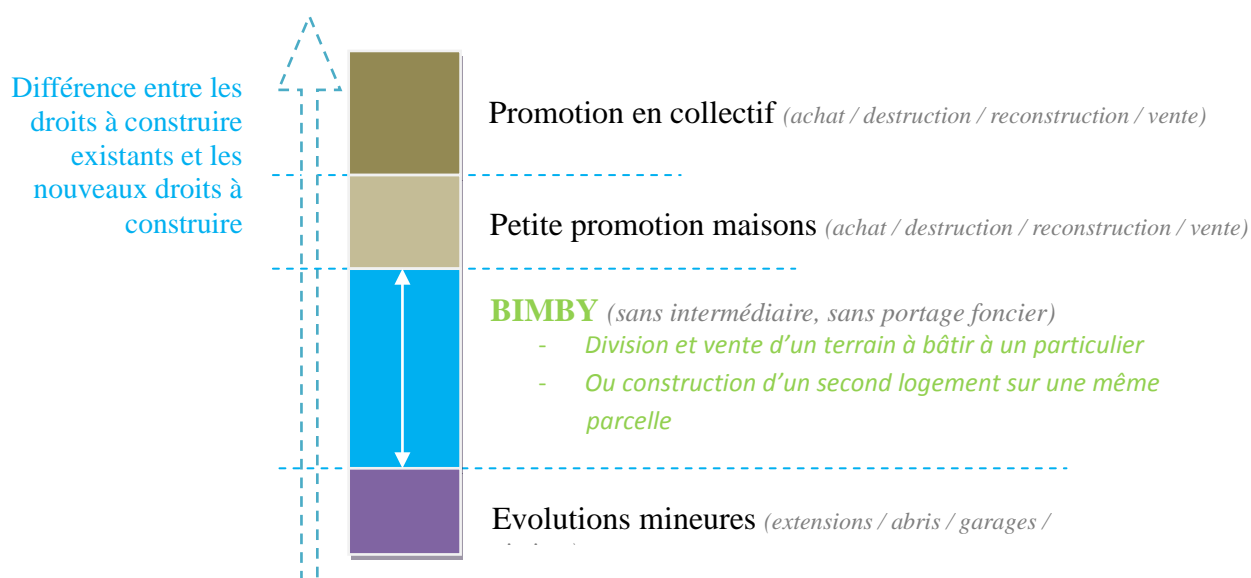 Différence entre les
droits à construire
existants et les
nouveaux droits à
construire
Promotion en collectif (achat / destruction / reconstruction / vente)
Petite promotion maisons (achat / destruction / reconstruction / vente)
BIMBY (sans intermédiaire, sans portage foncier)
- Division et vente d’un terrain à bâtir à un particulier
- Ou construction d’un second logement sur une même
parcelle
Evolutions mineures (extensions / abris / garages /